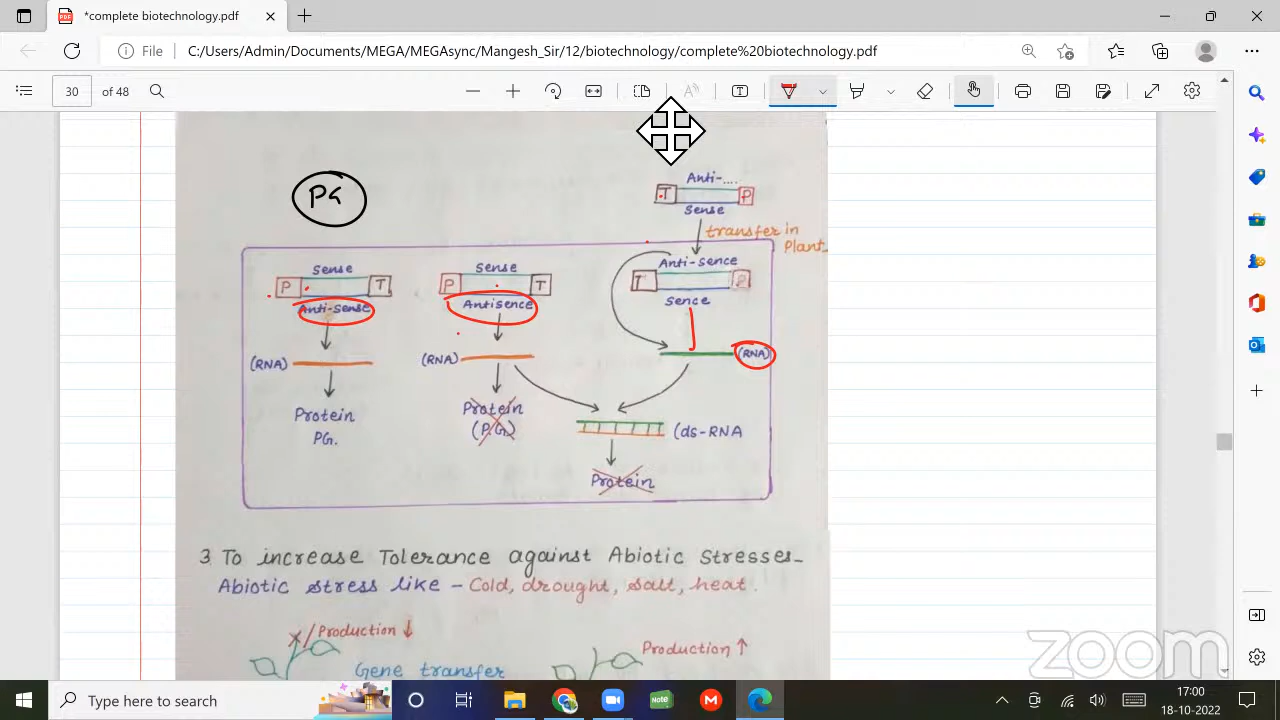 *complete biotechnology.pdf
File
C:/Users/Admin/Documents/MEGA/MEGAsync/Mangesh_Sir/12/biotechnology/complete%20biotechnology.pdf
30 of 48
PG
Anti-....
T P
Sense
transfer in
Plant
Sense
P T
Anti-sense
(RNA)
Protein
PG.
Sense
P T
Antisence
(RNA)
Protein
(P.G)
Anti-sence
T P
sence
(RNA)
(ds-RNA
Protein
3 To increase Tolerance against Abiotic Stresses-
Abiotic stress like - Cold, drought, salt, heat.
Production ↓
Gene transfer
Production ↑
zoom
Type here to search
Note
17:00
18-10-2022